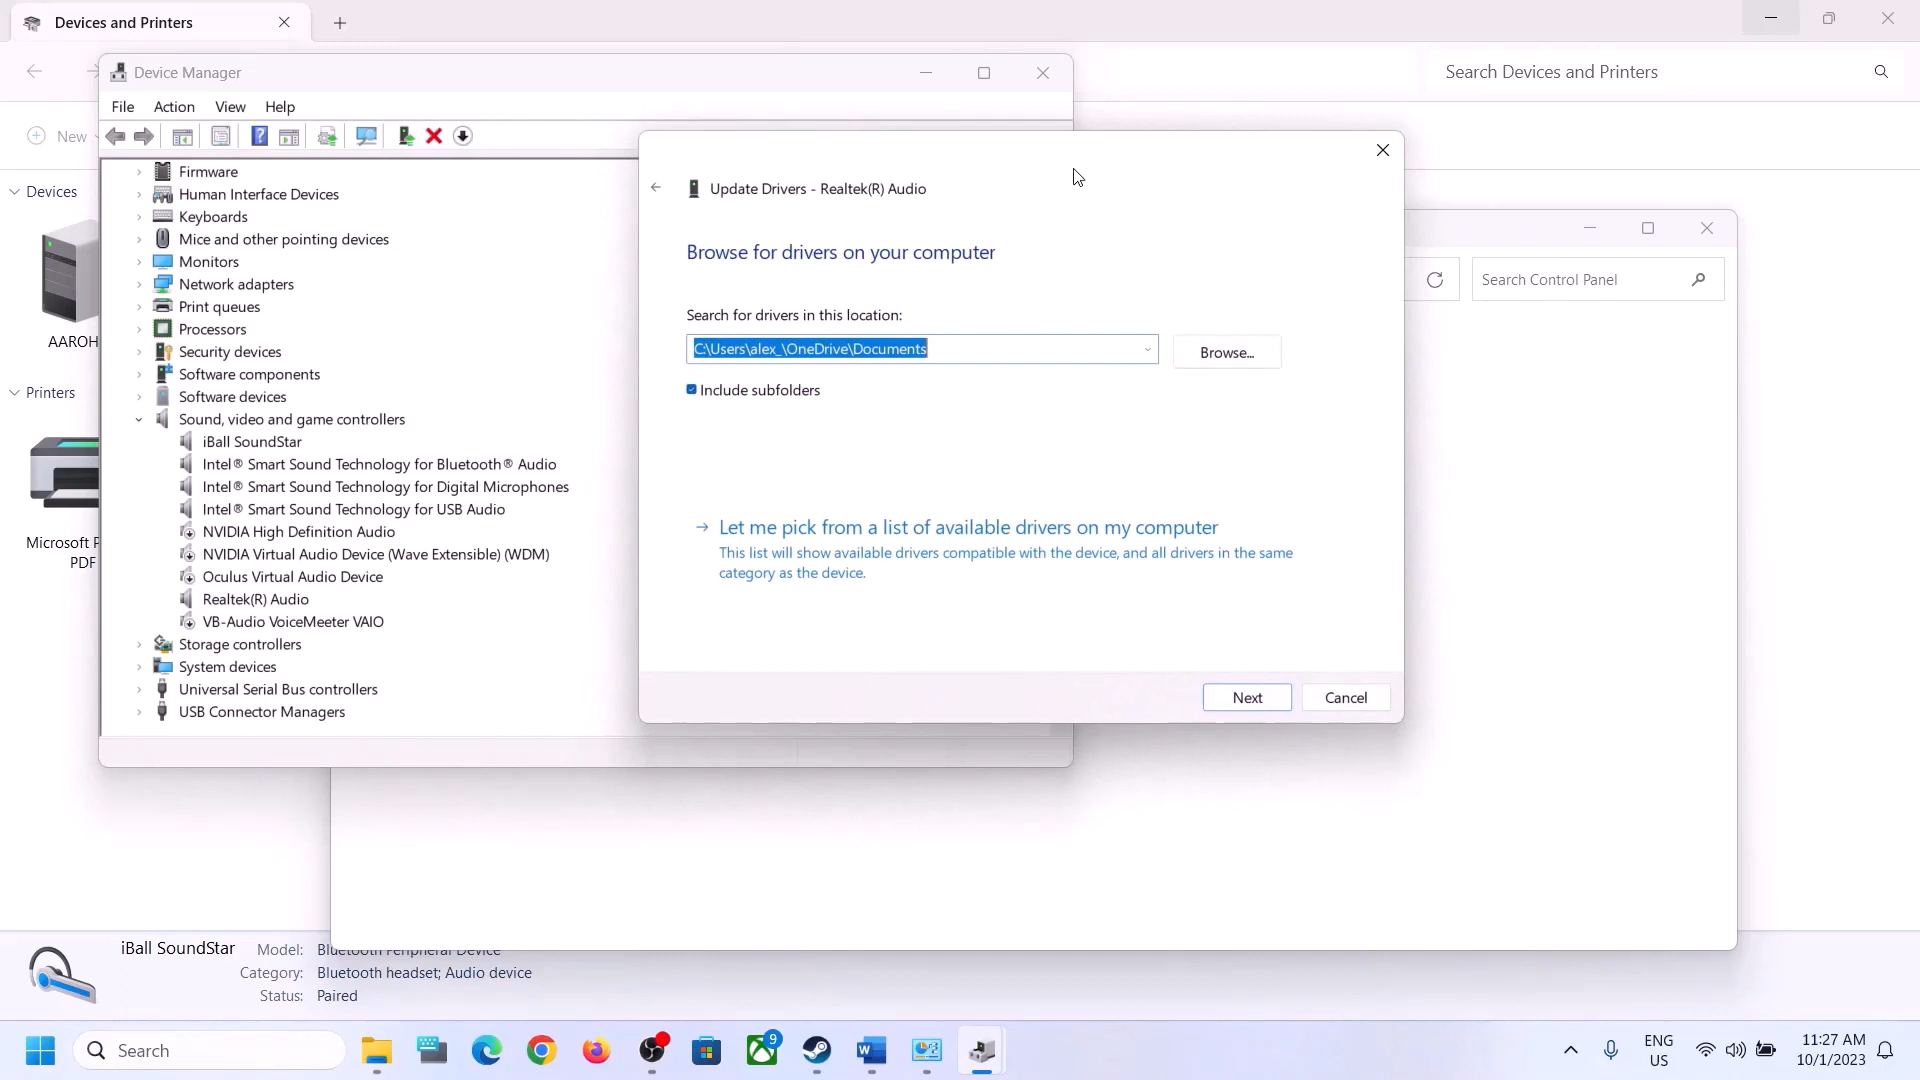 Devices and Printers
Device Manager
Search Devices and Printers
File Action View Help
New
Devices
AAROH
Printers
Microsoft P
PDF
Firmware
Human Interface Devices
Keyboards
Mice and other pointing devices
Monitors
Network adapters
Print queues
Processors
Security devices
Software components
Software devices
Sound, video and game controllers
iBall SoundStar
Intel® Smart Sound Technology for Bluetooth® Audio
Intel® Smart Sound Technology for Digital Microphones
Intel® Smart Sound Technology for USB Audio
NVIDIA High Definition Audio
NVIDIA Virtual Audio Device (Wave Extensible) (WDM)
Oculus Virtual Audio Device
Realtek(R) Audio
VB-Audio VoiceMeeter VAIO
Storage controllers
System devices
Universal Serial Bus controllers
USB Connector Managers
Update Drivers - Realtek(R) Audio
Browse for drivers on your computer
Search for drivers in this location:
C:\Users\alex_\OneDrive\Documents
Browse...
Include subfolders
Let me pick from a list of available drivers on my computer
This list will show available drivers compatible with the device, and all drivers in the same
category as the device.
Next Cancel
Search Control Panel
iBall SoundStar Model: Bluetooth Peripheral Device
Category: Bluetooth headset; Audio device
Status: Paired
Search
9
ENG
US
11:27 AM
10/1/2023